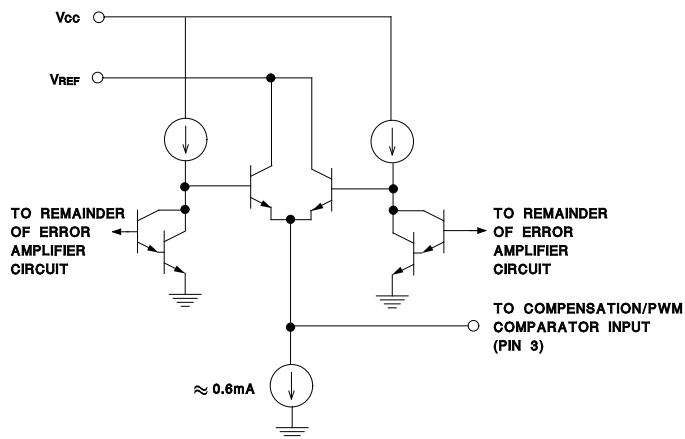 VCC
VREF
TO REMAINDER
OF ERROR
AMPLIFIER
CIRCUIT
TO REMAINDER
OF ERROR
AMPLIFIER
CIRCUIT
TO COMPENSATION/PWM
COMPARATOR INPUT
(PIN 3)
≈ 0.6mA